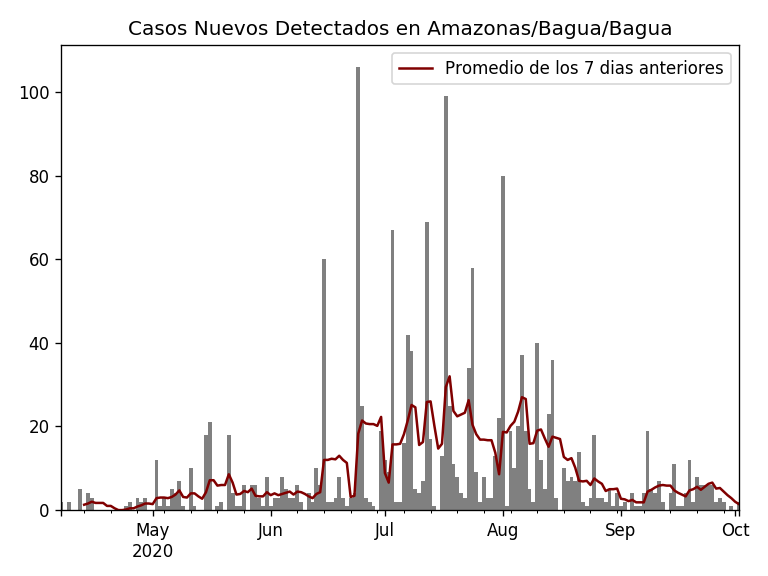 Casos Nuevos Detectados en Amazonas/Bagua/Bagua
Promedio de los 7 dias anteriores
100
80
60
40
20
0
May Jun Jul Aug Sep Oct
2020